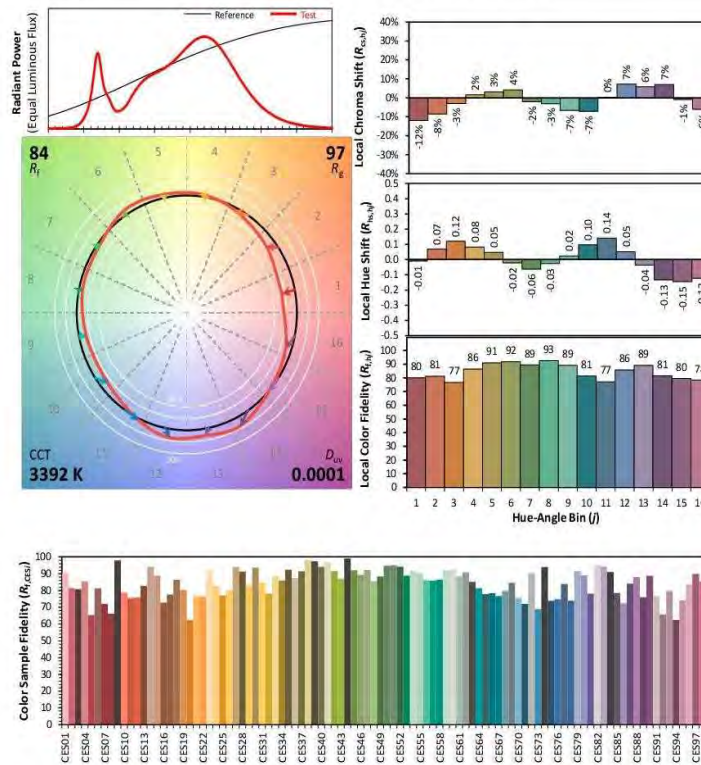 Reference
Test
Radiant Power
(Equal Luminous Flux)
84
Rf
97
Rg
5
4
6
3
7
2
8
1
9
16
10
12
13
CCT
3392 K
Duv
0.0001
Local Chroma Shift (Rcs,hj)
40%
30%
20%
10%
0%
-10%
-20%
-30%
-40%
-12%
-8%
-3%
2%
3%
4%
-2%
-3%
-7%
-7%
0%
7%
6%
7%
-1%
Local Hue Shift (Rhs,hj)
0.5
0.4
0.3
0.2
0.1
0.0
-0.1
-0.2
-0.3
-0.4
-0.5
-0.01
0.07
0.12
0.08
0.05
-0.02
-0.06
-0.03
0.02
0.10
0.14
0.05
-0.04
-0.13
-0.15
Local Color Fidelity (Rf,hj)
100
90
80
70
60
50
40
30
20
10
0
80
81
77
86
91
92
89
93
89
81
77
86
89
81
80
1 2 3 4 5 6 7 8 9 10 11 12 13 14 15
Hue-Angle Bin (j)
Color Sample Fidelity (Rf,CESi)
100
90
80
70
60
50
40
30
20
10
0
CES01
CES04
CES07
CES10
CES13
CES16
CES19
CES22
CES25
CES28
CES31
CES34
CES37
CES40
CES43
CES46
CES49
CES52
CES55
CES58
CES61
CES64
CES67
CES70
CES73
CES76
CES79
CES82
CES85
CES88
CES91
CES94
CES97